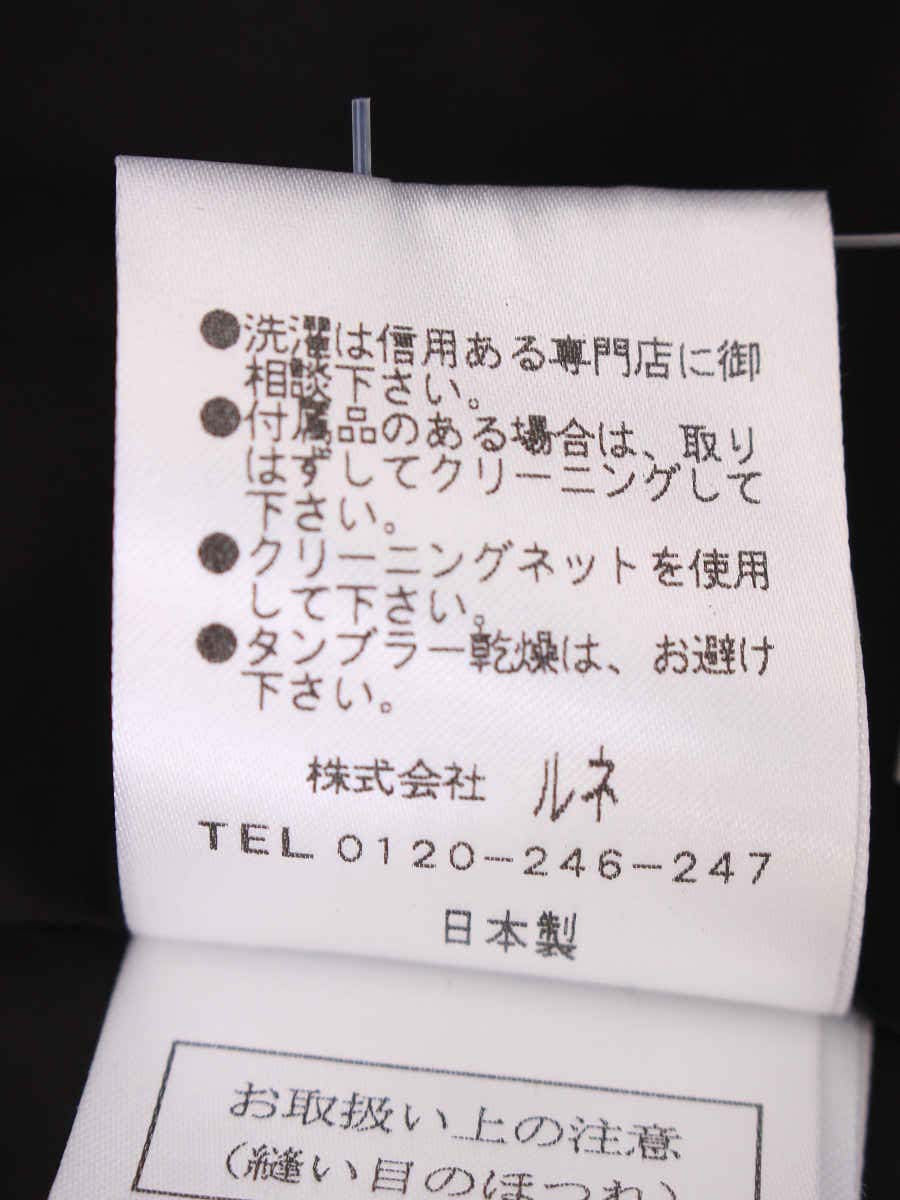 ●洗濯は信用ある専門店に御
相談下さい。
●付属品のある場合は、取り
はずしてクリーニングして
下さい。
●クリーニングネットを使用
して下さい。
●タンブラー乾燥は、お避け
下さい。
株式会社 ルネ
TEL 0120-246-247
日本製
お取扱い上の注意
(縫い目のほつれ)